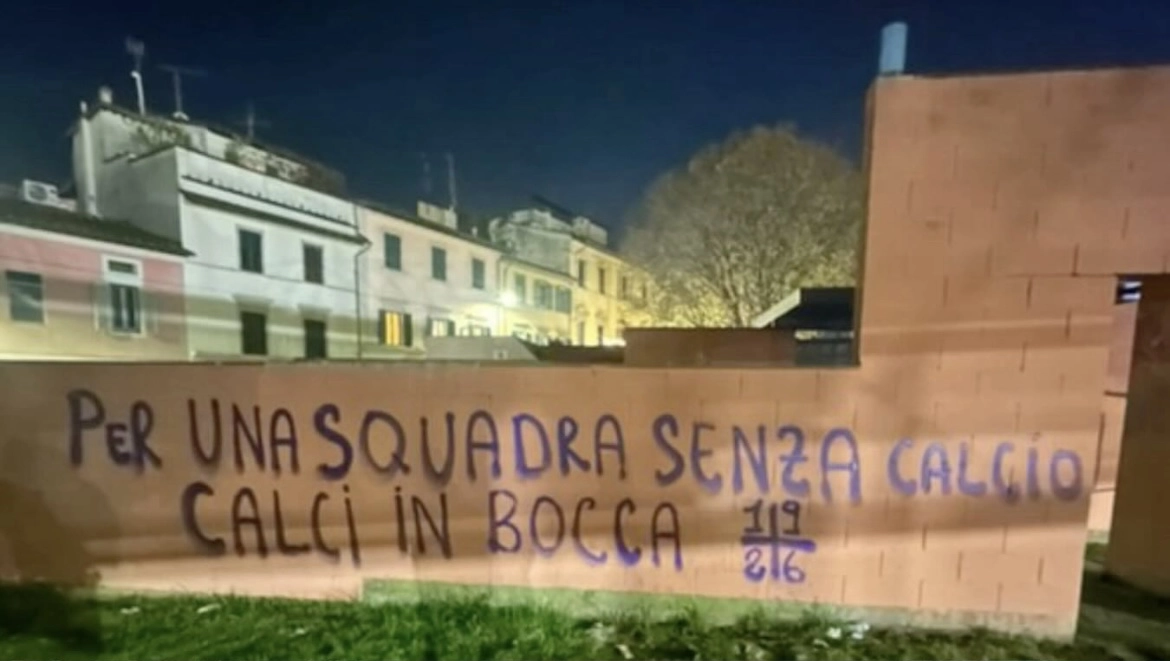 PER UNA SQUADRA SENZA CALCIO
CALCI IN BOCCA 19
26